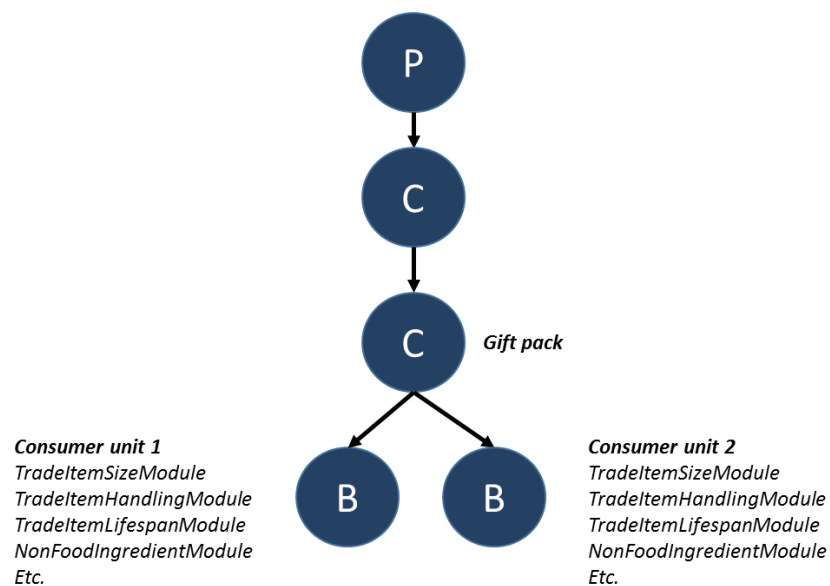 P
C
C
Gift pack
Consumer unit 1
TradeItemSizeModule
TradeItemHandlingModule
TradeItemLifespanModule
NonFoodIngredientModule
Etc.
B
B
Consumer unit 2
TradeItemSizeModule
TradeItemHandlingModule
TradeItemLifespanModule
NonFoodIngredientModule
Etc.